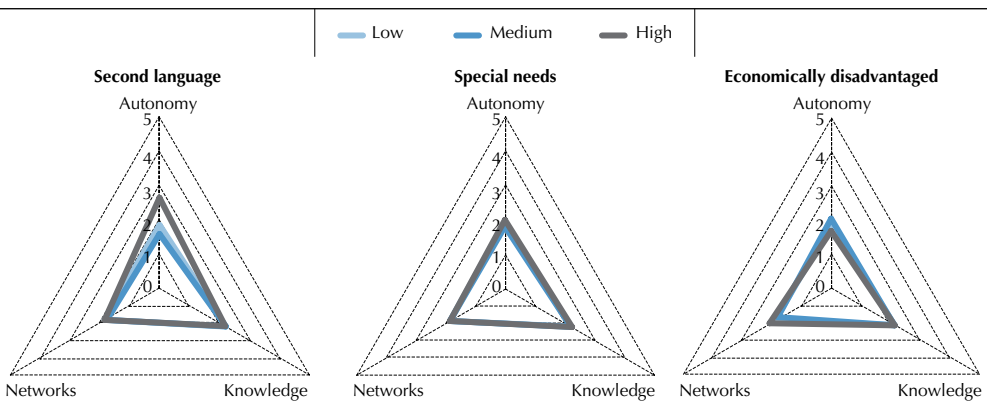 Low Medium High
Second language
Autonomy
5
4
3
2
1
0
Networks Knowledge
Special needs
Autonomy
5
4
3
2
1
0
Networks Knowledge
Economically disadvantaged
Autonomy
5
4
3
2
1
0
Networks Knowledge